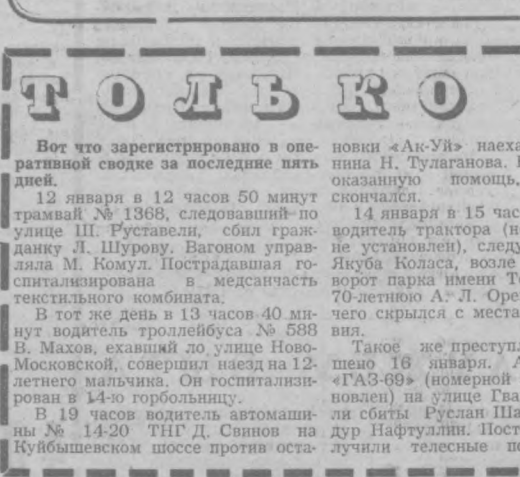 ТОЛЬКО
Вот что зарегистрировано в опе-
ративной сводке за последние пять
дней.
12 января в 12 часов 50 минут
трамвай № 1368, следовавший по
улице Ш. Руставели, сбил граж-
данку Л. Шурову. Вагоном управ-
ляла М. Комул. Пострадавшая го-
спитализирована в медсанчасть
текстильного комбината.
В тот же день в 13 часов 40 ми-
нут водитель троллейбуса № 588
В. Махов, ехавший ло улице Ново-
Московской, совершил наезд на 12-
летнего мальчика. Он госпитализи-
рован в 14-ю горбольницу.
В 19 часов водитель автомаши-
ны № 14-20 ТНГ Д. Свинов на
Куйбышевском шоссе против оста-
новки «Ак-Уй» наеха
нина Н. Тулаганова.
оказанную помощь,
скончался.
14 января в 15 час
водитель трактора (н
не установлен), следу
Якуба Коласа, возле
ворот парка имени Т
70-летнюю А. Л. Оре
чего скрылся с места
вия.
Такое же преступл
шено 16 января. А
«ГАЗ-69» (номерной
новлен) на улице Гва
ли сбиты Руслан Ша
дур Нафтуллин. Пост
лучили телесные по